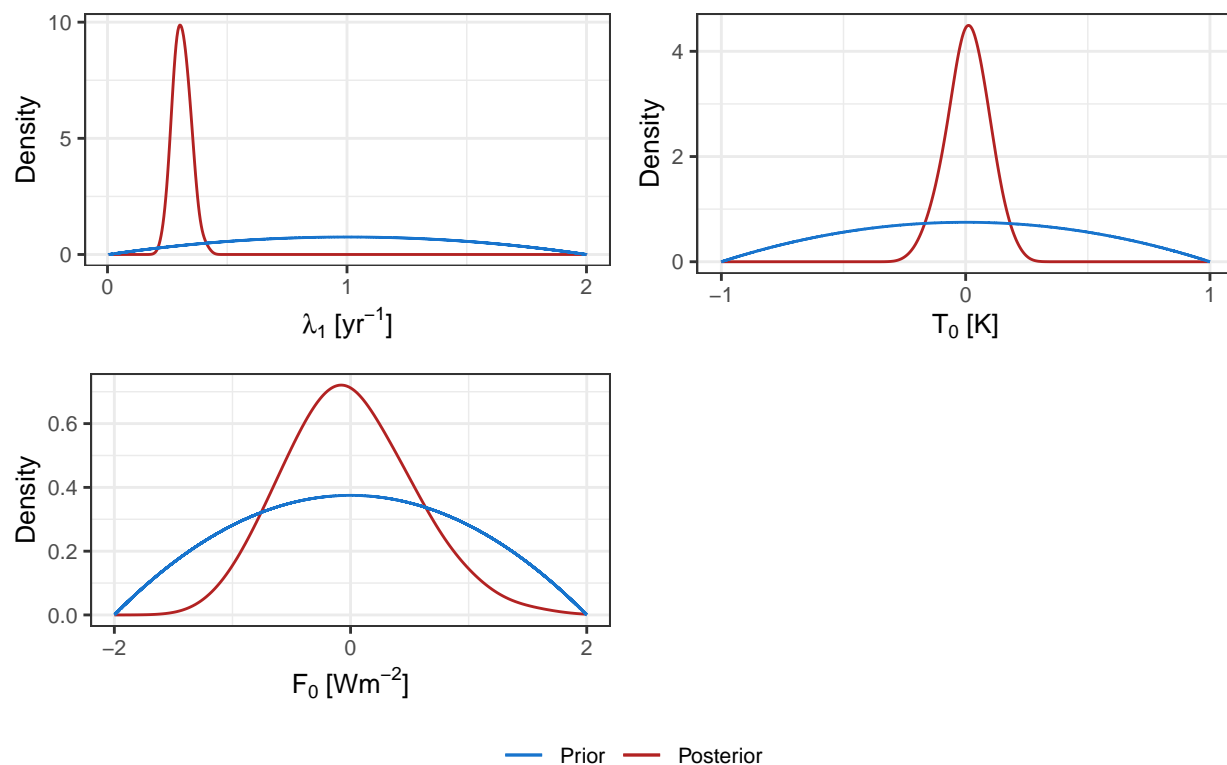 Density
10
5
0
0 1 2
λ₁ [yr⁻¹]
Density
4
2
0
−1 0 1
T₀ [K]
Density
0.6
0.4
0.2
0.0
−2 0 2
F₀ [Wm⁻²]
Prior Posterior